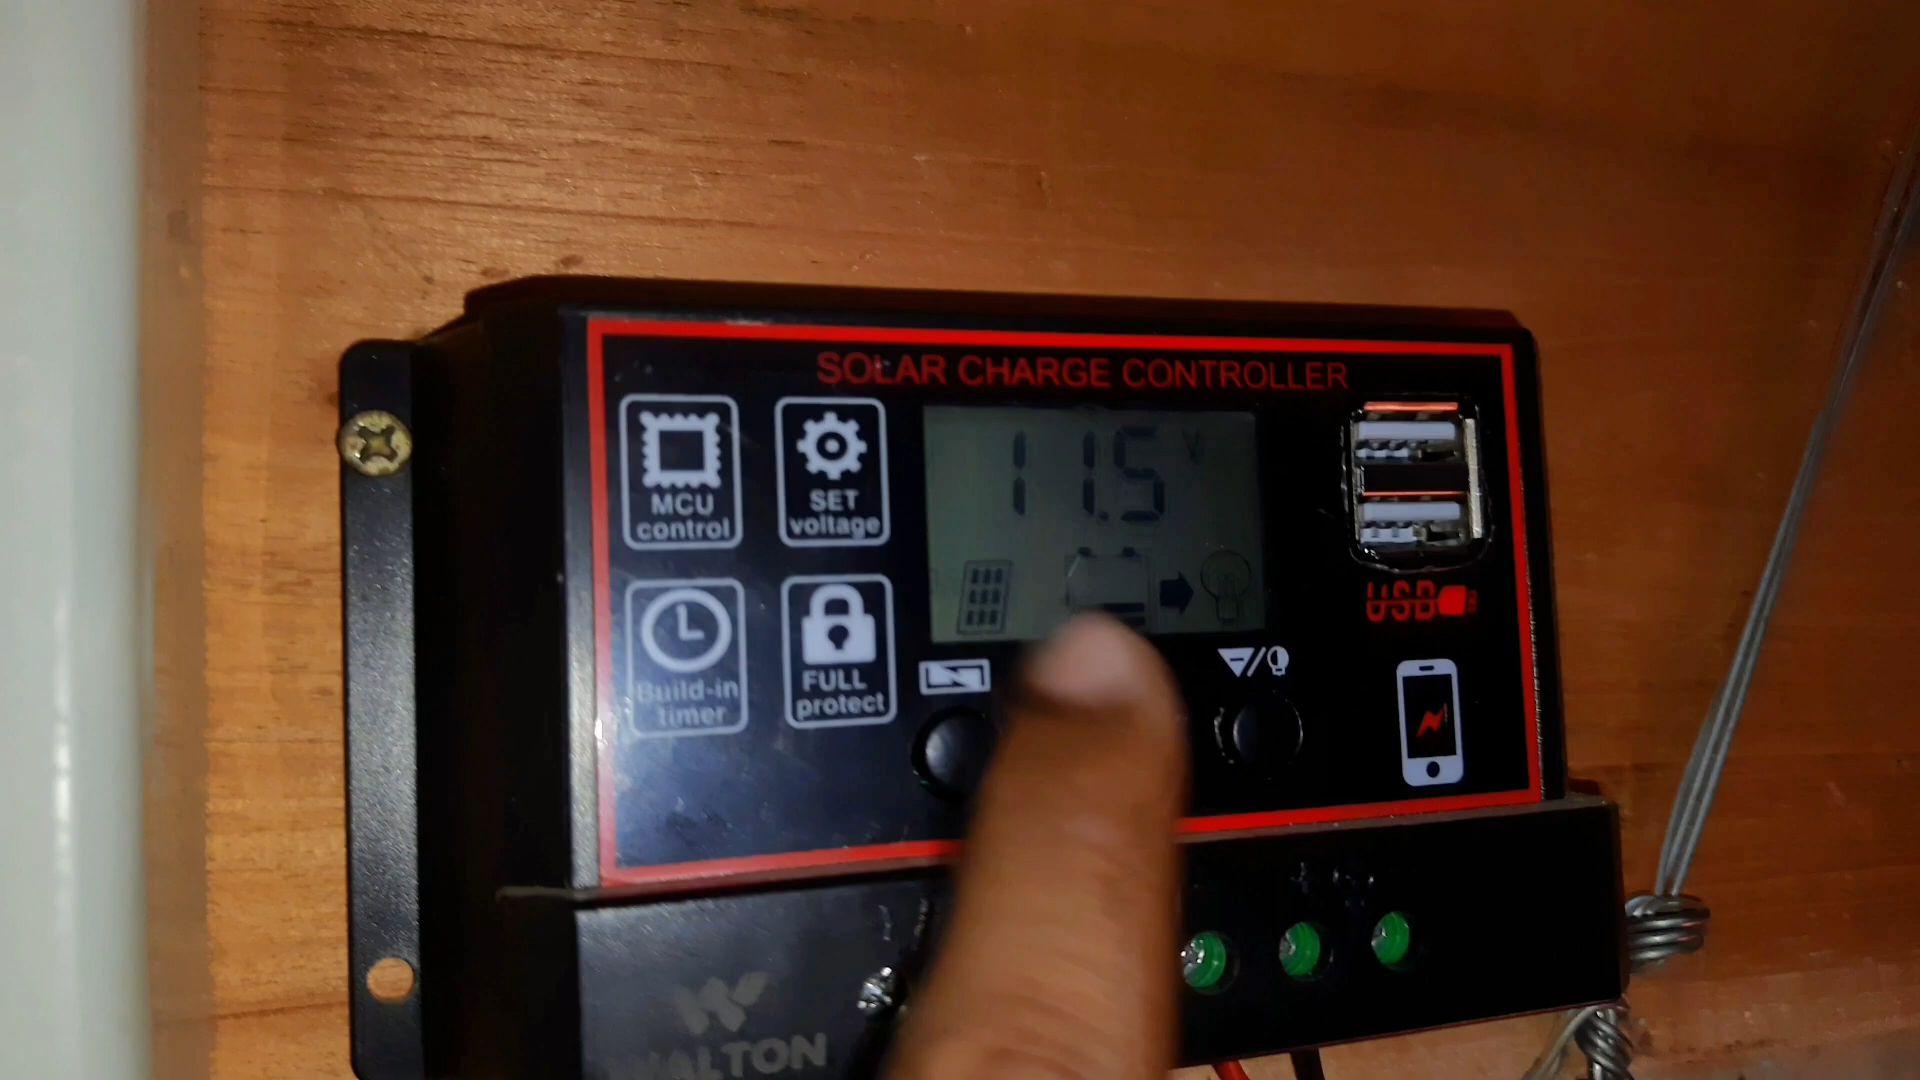 SOLAR CHARGE CONTROLLER
MCU
control
SET
voltage
11.5 V
Build-in
timer
FULL
protect
USB
WALTON